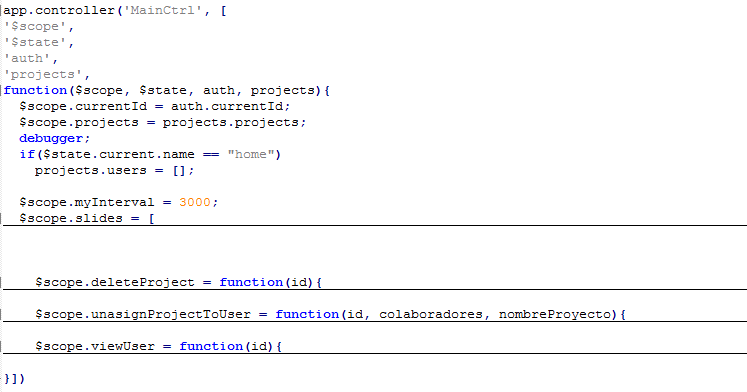 app.controller('MainCtrl', [
'$scope',
'$state',
'auth',
'projects',
function($scope, $state, auth, projects){
  $scope.currentId = auth.currentId;
  $scope.projects = projects.projects;
  debugger;
  if($state.current.name == "home")
    projects.users = [];
  $scope.myInterval = 3000;
  $scope.slides = [
    $scope.deleteProject = function(id){
    $scope.unasignProjectToUser = function(id, colaboradores, nombreProyecto){
    $scope.viewUser = function(id){
}])